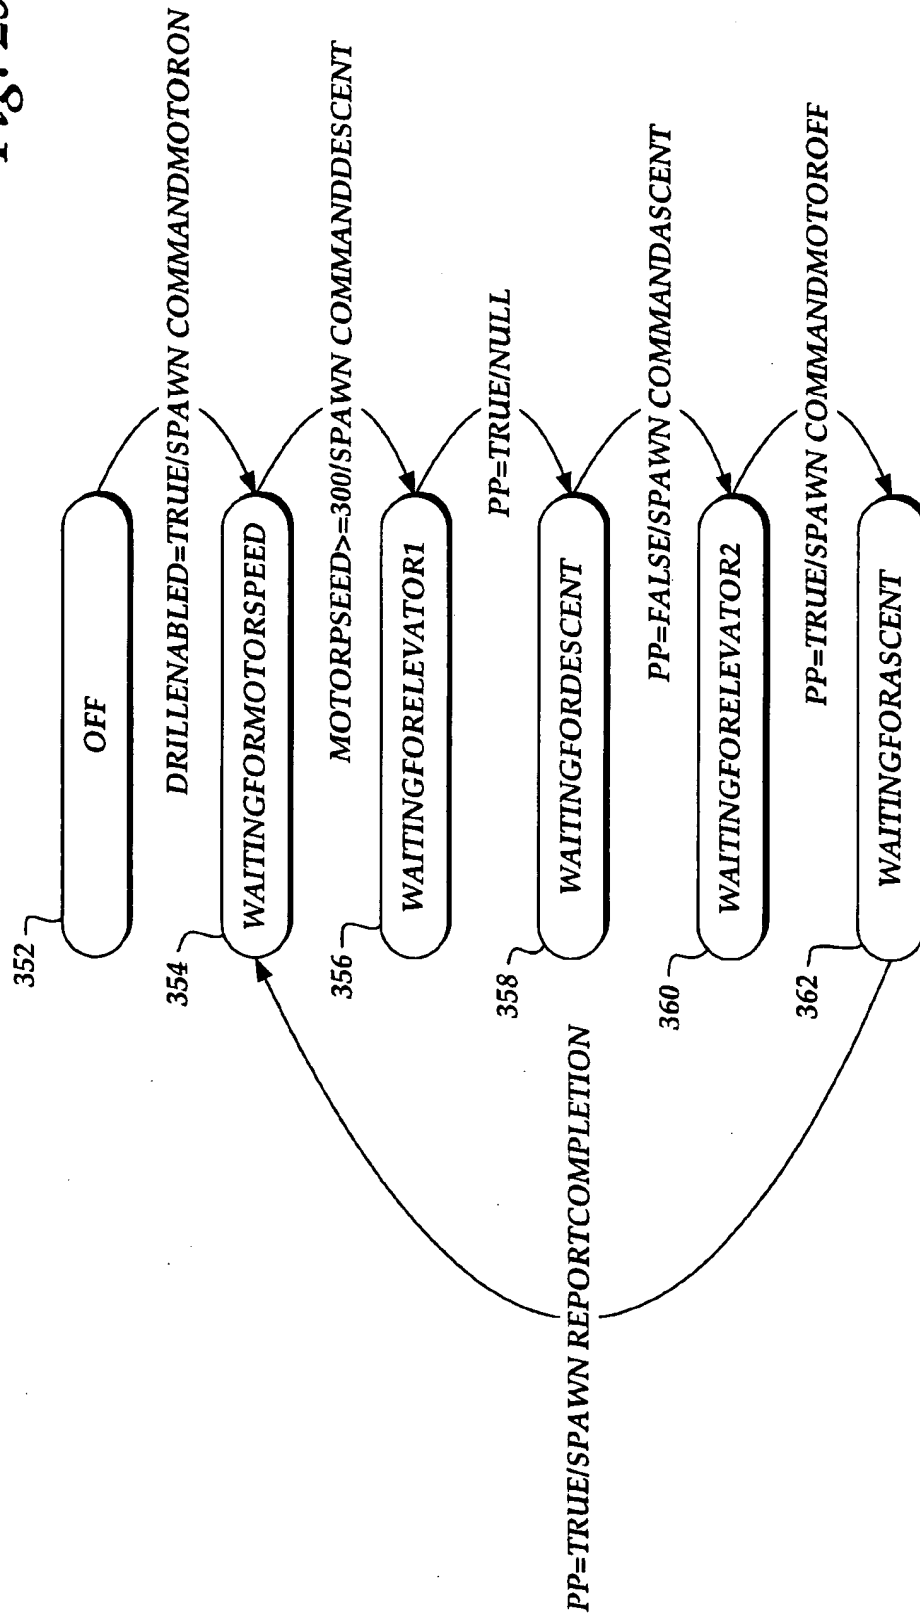 352
OFF
DRILLENABLED=TRUE/SPAWN COMMANDMOTORON
354
WAITINGFORMOTORSPEED
MOTORPSEED>=300/SPAWN COMMANDDESCENT
356
WAITINGFORELEVATOR1
PP=TRUE/NULL
358
WAITINGFORDESCENT
PP=FALSE/SPAWN COMMANDASCENT
360
WAITINGFORELEVATOR2
PP=TRUE/SPAWN COMMANDMOTOROFF
362
WAITINGFORASCENT
PP=TRUE/SPAWN REPORTCOMPLETION